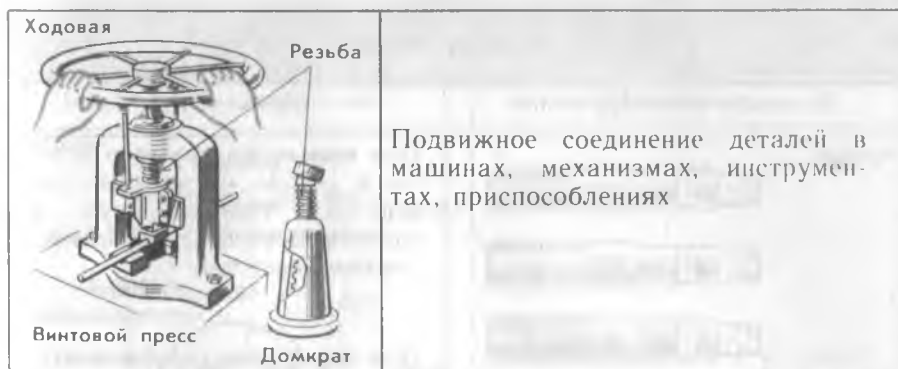 Ходовая
Резьба
Винтовой пресс
Домкрат
Подвижное соединение деталей в
машинах, механизмах, инструмен-
тах, приспособлениях